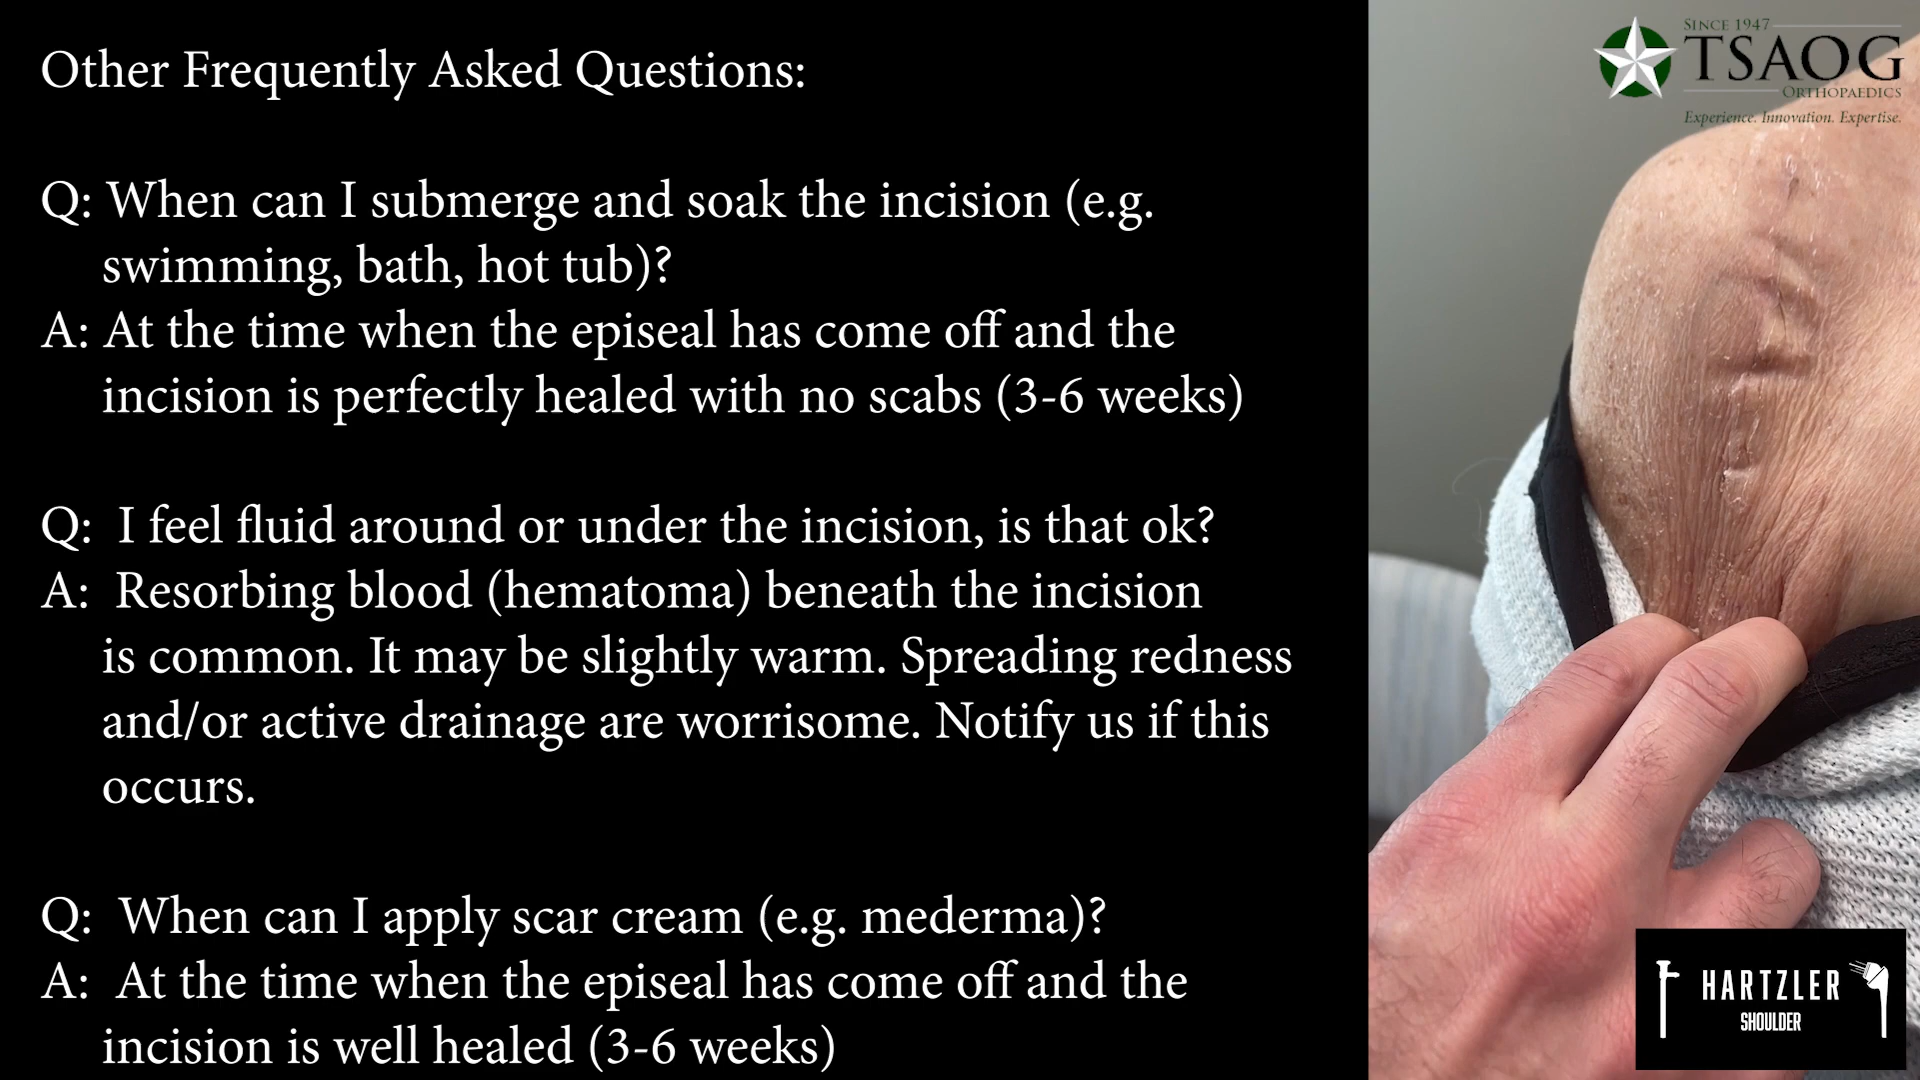 Other Frequently Asked Questions:
Q: When can I submerge and soak the incision (e.g.
swimming, bath, hot tub)?
A: At the time when the episeal has come off and the
incision is perfectly healed with no scabs (3-6 weeks)
Q: I feel fluid around or under the incision, is that ok?
A: Resorbing blood (hematoma) beneath the incision
is common. It may be slightly warm. Spreading redness
and/or active drainage are worrisome. Notify us if this
occurs.
Q: When can I apply scar cream (e.g. mederma)?
A: At the time when the episeal has come off and the
incision is well healed (3-6 weeks)
SINCE 1947
TSAOG
ORTHOPAEDICS
Experience. Innovation. Expertise.
HARTZLER
SHOULDER